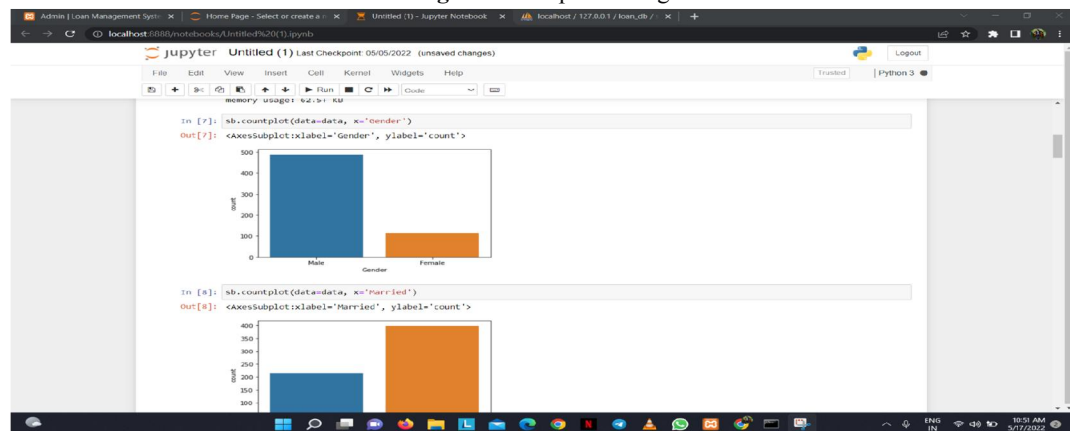 Admin | Loan Management Syste
Home Page - Select or create a n
Untitled (1) - Jupyter Notebook
localhost / 127.0.0.1 / loan_db /
localhost:8888/notebooks/Untitled%20(1).ipynb
jupyter Untitled (1) Last Checkpoint: 05/05/2022 (unsaved changes)
Logout
File Edit View Insert Cell Kernel Widgets Help
Trusted
Python 3
Run
Code
memory usage: 62.5+ KB
In [7]: sb.countplot(data=data, x='Gender')
Out[7]: <AxesSubplot:xlabel='Gender', ylabel='count'>
500
400
300
200
100
0
count
Male
Female
Gender
In [8]: sb.countplot(data=data, x='Married')
Out[8]: <AxesSubplot:xlabel='Married', ylabel='count'>
400
350
300
250
200
150
100
count
ENG
IN
10:51 AM
5/17/2022